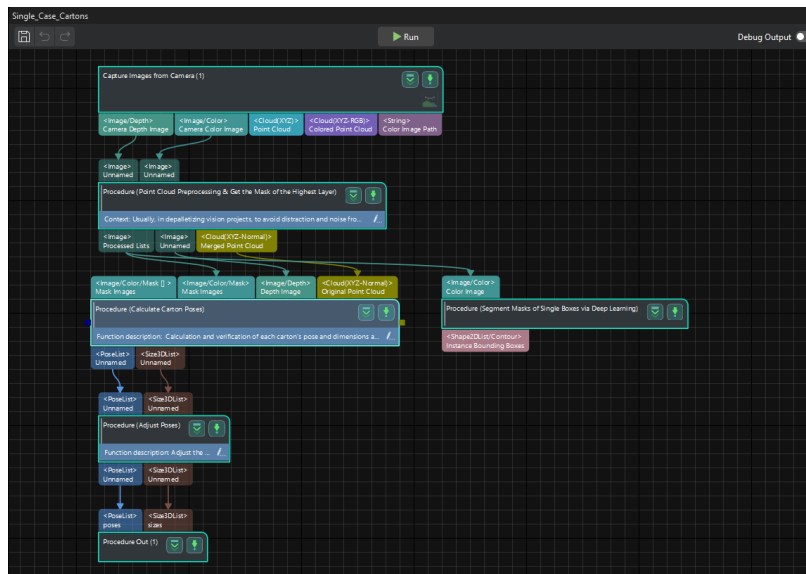 Single_Case_Cartons
Run
Debug Output
Capture Images from Camera (1)
<Image/Depth> <Image/Color> <Cloud(XYZ)> <Cloud(XYZ-RGB)> <String>
Camera Depth Image Camera Color Image Point Cloud Colored Point Cloud Color Image Path
<Image> <Image>
Unnamed Unnamed
Procedure (Point Cloud Preprocessing & Get the Mask of the Highest Layer)
Context: Usually, in depalletizing vision projects, to avoid distraction and noise fro...
<Image> <Image> <Cloud(XYZ-Normal)>
Processed Lists Unnamed Merged Point Cloud
<Image/Color/Mask [] > <Image/Color/Mask> <Image/Depth> <Cloud(XYZ-Normal)> <Image/Color>
Mask Images Mask Images Depth Image Original Point Cloud Color Image
Procedure (Calculate Carton Poses) Procedure (Segment Masks of Single Boxes via Deep Learning)
Function description: Calculation and verification of each carton's pose and dimensions a...
<Shape2DList/Contour>
Instance Bounding Boxes
<PoseList> <Size3DList>
Unnamed Unnamed
<PoseList> <Size3DList>
Unnamed Unnamed
Procedure (Adjust Poses)
Function description: Adjust the ...
<PoseList> <Size3DList>
Unnamed Unnamed
<PoseList> <Size3DList>
poses sizes
Procedure Out (1)